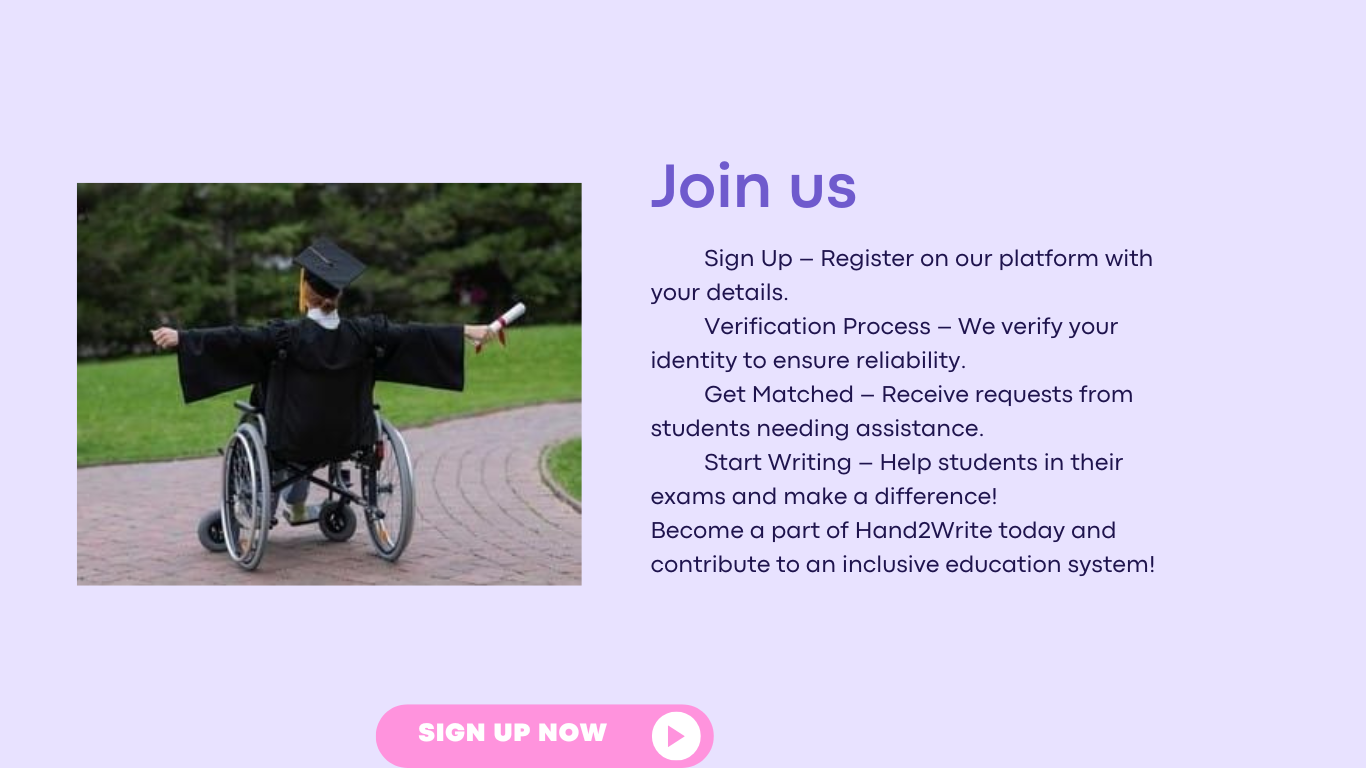 Join us
Sign Up – Register on our platform with
your details.
Verification Process – We verify your
identity to ensure reliability.
Get Matched – Receive requests from
students needing assistance.
Start Writing – Help students in their
exams and make a difference!
Become a part of Hand2Write today and
contribute to an inclusive education system!
SIGN UP NOW